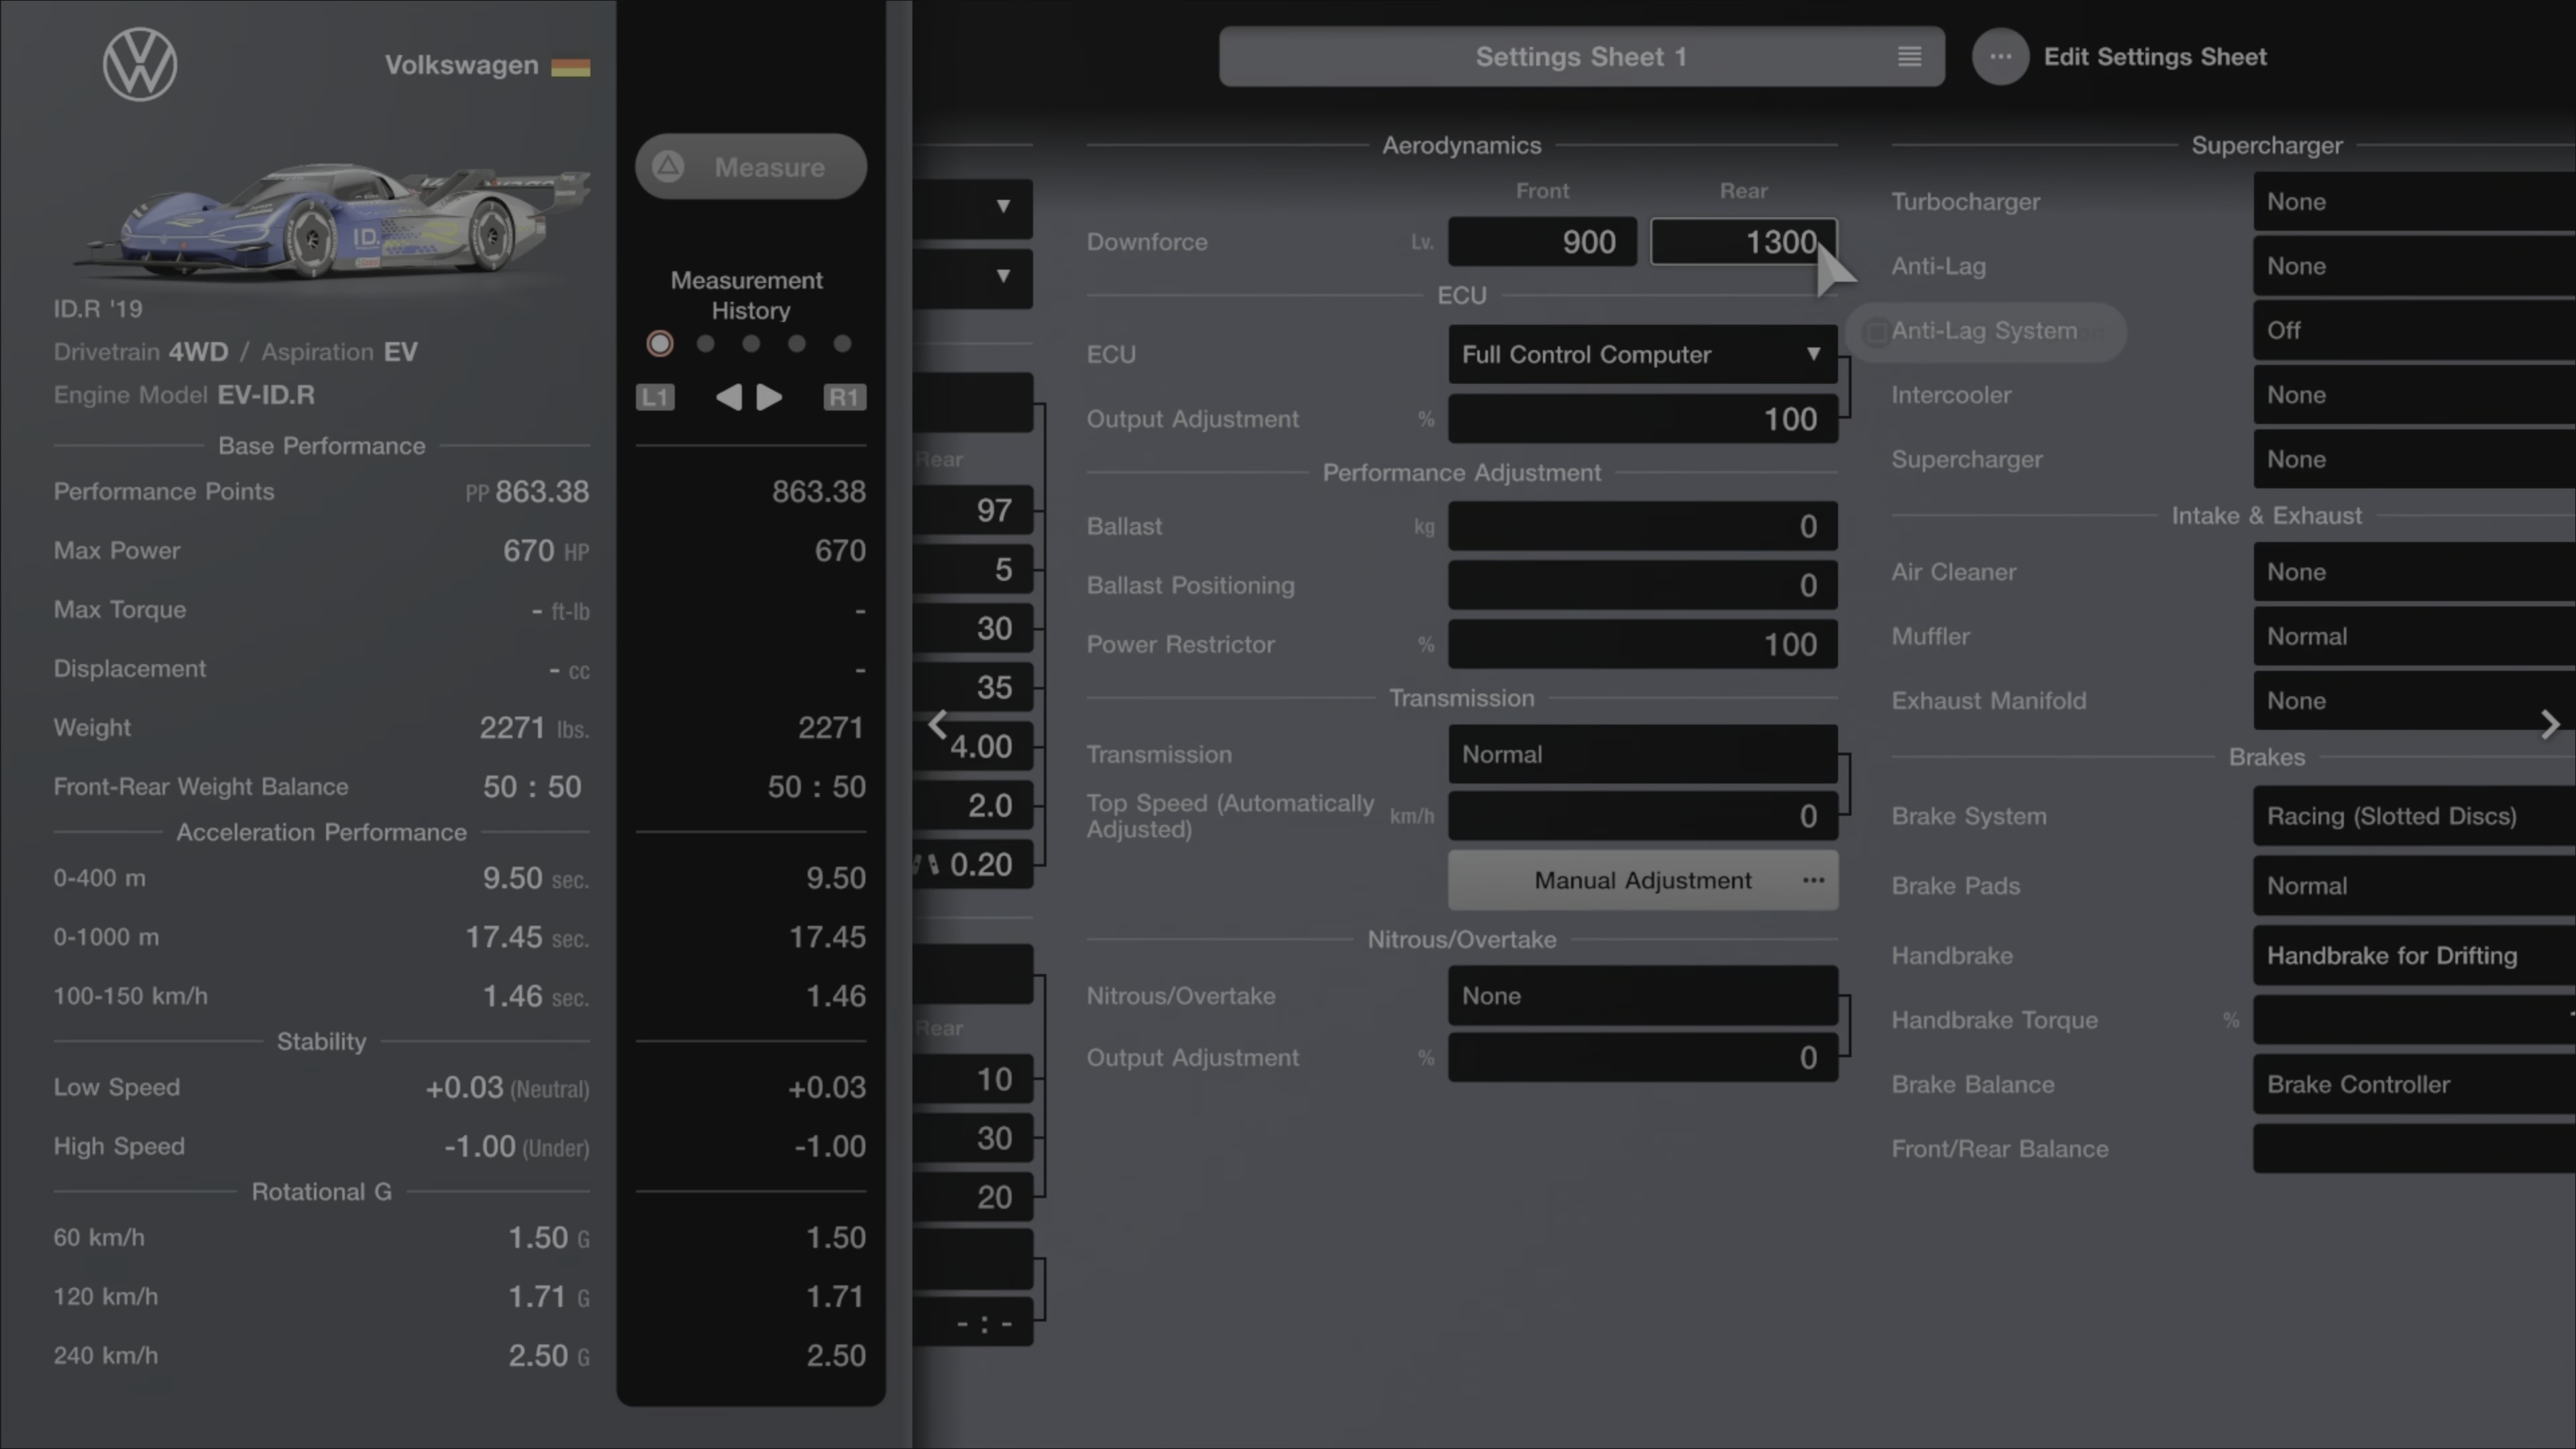 Volkswagen
ID.R '19
Drivetrain 4WD / Aspiration EV
Engine Model EV-ID.R
Base Performance
Performance Points PP 863.38
Max Power 670 HP
Max Torque - ft-lb
Displacement - cc
Weight 2271 lbs.
Front-Rear Weight Balance 50 : 50
Acceleration Performance
0-400 m 9.50 sec.
0-1000 m 17.45 sec.
100-150 km/h 1.46 sec.
Stability
Low Speed +0.03 (Neutral)
High Speed -1.00 (Under)
Rotational G
60 km/h 1.50 G
120 km/h 1.71 G
240 km/h 2.50 G
Measure
Measurement
History
L1 R1
863.38
670
-
-
2271
50 : 50
9.50
17.45
1.46
+0.03
-1.00
1.50
1.71
2.50
Rear
97
5
30
35
4.00
2.0
0.20
Rear
10
30
20
- : -
Settings Sheet 1
Edit Settings Sheet
Aerodynamics
Front Rear
Downforce Lv. 900 1300
ECU
ECU Full Control Computer
Output Adjustment % 100
Performance Adjustment
Ballast kg 0
Ballast Positioning 0
Power Restrictor % 100
Transmission
Transmission Normal
Top Speed (Automatically
Adjusted) km/h 0
Manual Adjustment
Nitrous/Overtake
Nitrous/Overtake None
Output Adjustment % 0
Supercharger
Turbocharger None
Anti-Lag None
Anti-Lag System Off
Intercooler None
Supercharger None
Intake & Exhaust
Air Cleaner None
Muffler Normal
Exhaust Manifold None
Brakes
Brake System Racing (Slotted Discs)
Brake Pads Normal
Handbrake Handbrake for Drifting
Handbrake Torque %
Brake Balance Brake Controller
Front/Rear Balance